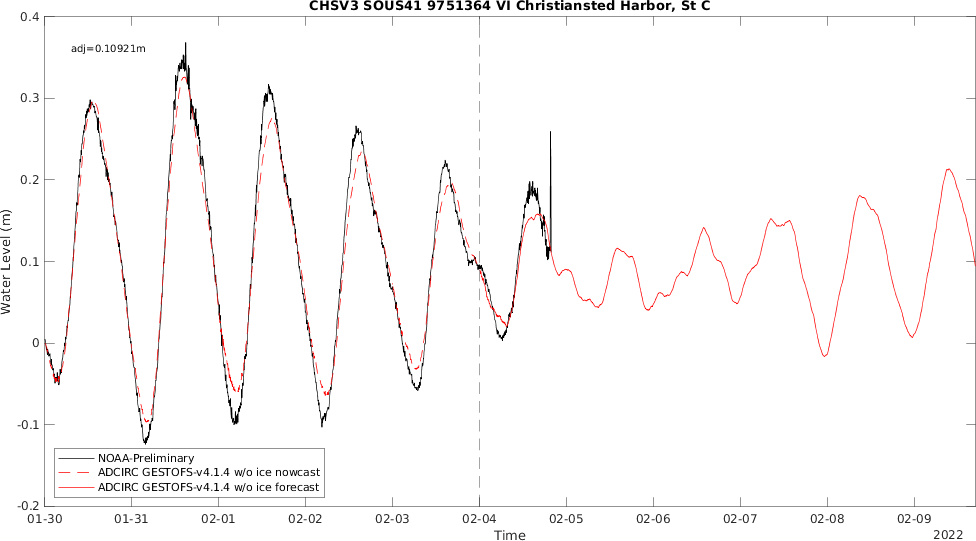 CHSV3 SOUS41 9751364 VI Christiansted Harbor, St C
adj=0.10921m
0.4
0.3
0.2
0.1
0
-0.1
-0.2
Water Level (m)
NOAA-Preliminary
ADCIRC GESTOFS-v4.1.4 w/o ice nowcast
ADCIRC GESTOFS-v4.1.4 w/o ice forecast
01-30 01-31 02-01 02-02 02-03 02-04 02-05 02-06 02-07 02-08 02-09
Time
2022